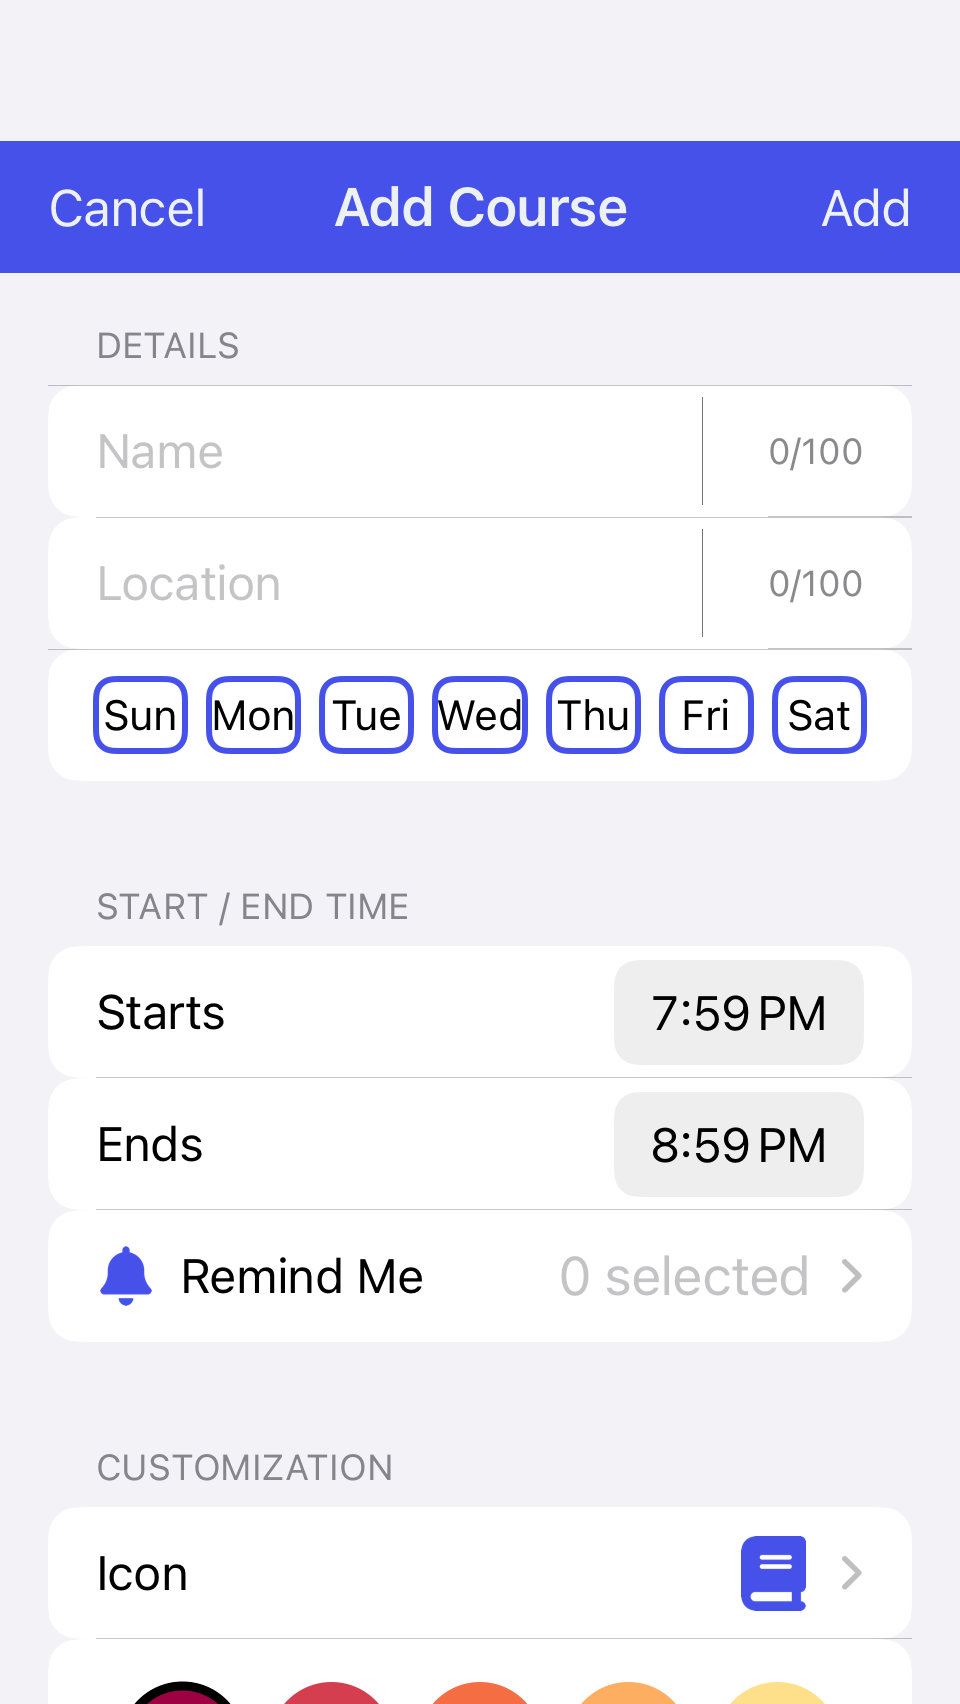 Cancel Add Course Add
DETAILS
Name 0/100
Location 0/100
Sun Mon Tue Wed Thu Fri Sat
START / END TIME
Starts 7:59 PM
Ends 8:59 PM
Remind Me 0 selected
CUSTOMIZATION
Icon